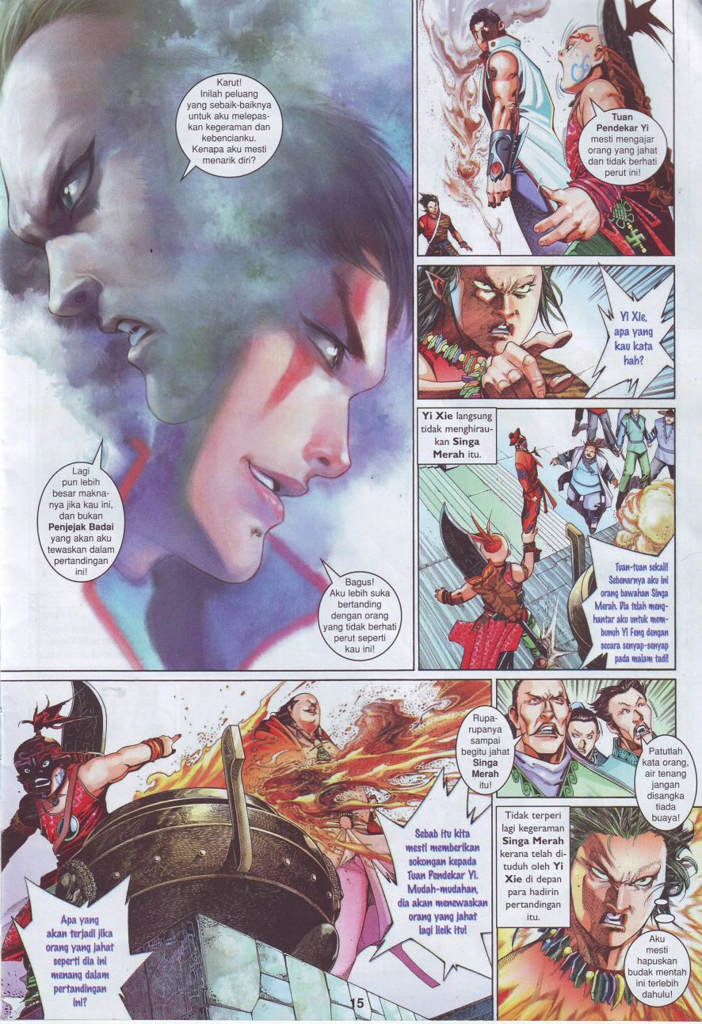 Karut!
Inilah peluang
yang sebaik-baiknya
untuk aku melepas-
kan kegeraman dan
kebencianku.
Kenapa aku mesti
menarik diri?
Lagi
pun lebih
besar makna-
nya jika kau ini,
dan bukan
Penjejak Badai
yang akan aku
tewaskan dalam
pertandingan
ini!
Bagus!
Aku lebih suka
bertanding
dengan orang
yang tidak berhati
perut seperti
kau ini!
Tuan
Pendekar Yi
mesti mengajar
orang yang jahat
dan tidak berhati
perut ini!
Yi Xie,
apa yang
kau kata
hah?
Yi Xie langsung
tidak menghirau-
kan Singa
Merah itu.
Tuan-tuan sekali!
Sebenarnya aku ini
orang bawahan Singa
Merah. Dia telah meng-
hantar aku untuk mem-
bunuh Yi Feng dengan
secara senyap-senyap
pada malam tadi!
Apa yang
akan terjadi jika
orang yang jahat
seperti dia ini
menang dalam
pertandingan
ini?
Sebab itu kita
mesti memberikan
sokongan kepada
Tuan Pendekar YI.
Mudah-mudahan,
dia akan menewaskan
orang yang jahat
lagi licik itu!
Rupa-
rupanya
sampai
begitu jahat
Singa
Merah
itu!
Patutlah
kata orang,
air tenang
jangan
disangka
tiada
buaya!
Tidak terperi
lagi kegeraman
Singa Merah
kerana telah di-
tuduh oleh Yi
Xie di depan
para hadirin
pertandingan
itu.
Aku
mesti
hapuskan
budak mentah
ini terlebih
dahulu!
15